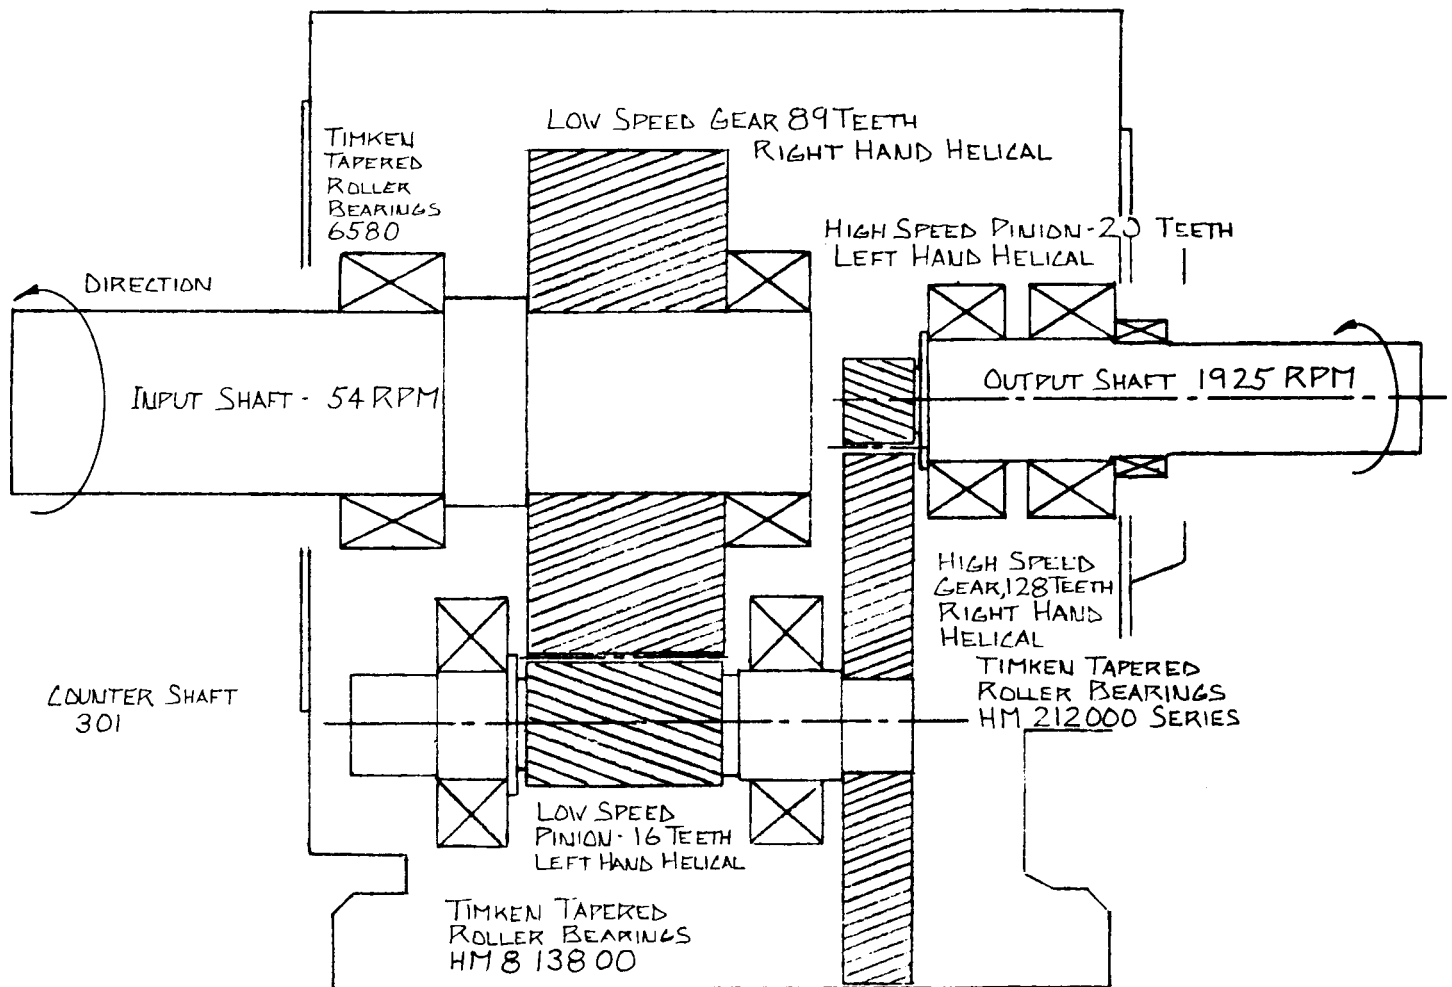 LOW SPEED GEAR 89 TEETH
RIGHT HAND HELICAL
TIMKEN
TAPERED
ROLLER
BEARINGS
6580
HIGH SPEED PINION - 20 TEETH
LEFT HAND HELICAL
DIRECTION
INPUT SHAFT - 54 RPM
OUTPUT SHAFT 1925 RPM
HIGH SPEED
GEAR, 128 TEETH
RIGHT HAND
HELICAL
TIMKEN TAPERED
ROLLER BEARINGS
HM 212000 SERIES
COUNTER SHAFT
301
LOW SPEED
PINION - 16 TEETH
LEFT HAND HELICAL
TIMKEN TAPERED
ROLLER BEARINGS
HM 8 138 00